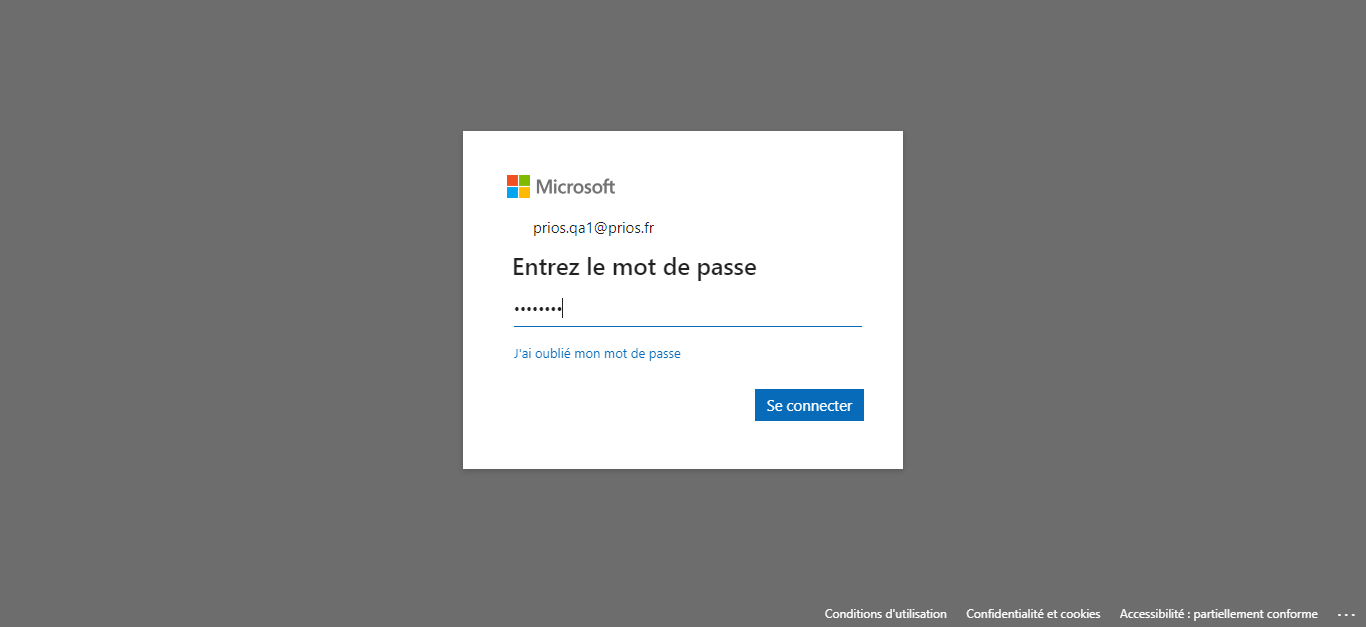 Microsoft
prios.qa1@prios.fr
Entrez le mot de passe
••••••••
J'ai oublié mon mot de passe
Se connecter
Conditions d'utilisation Confidentialité et cookies Accessibilité : partiellement conforme ...